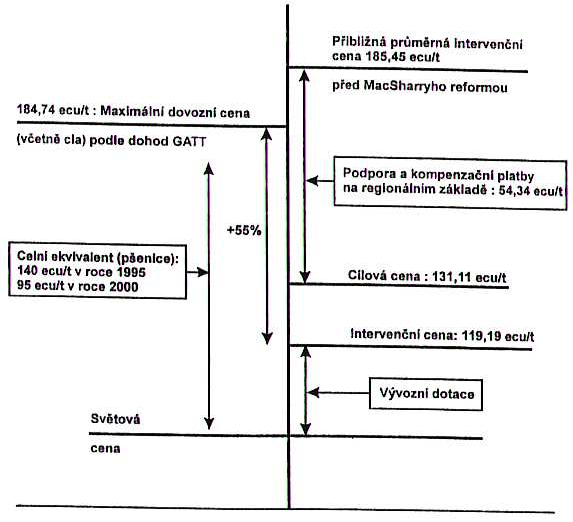 Přibližná průměrná intervenční
cena 185,45 ecu/t
před MacSharryho reformou
184,74 ecu/t : Maximální dovozní cena
(včetně cla) podle dohod GATT
Podpora a kompenzační platby
na regionálním základě : 54,34 ecu/t
+55%
Celní ekvivalent (pšenice):
140 ecu/t v roce 1995
95 ecu/t v roce 2000
Cílová cena : 131,11 ecu/t
Intervenční cena: 119,19 ecu/t
Vývozní dotace
Světová
cena